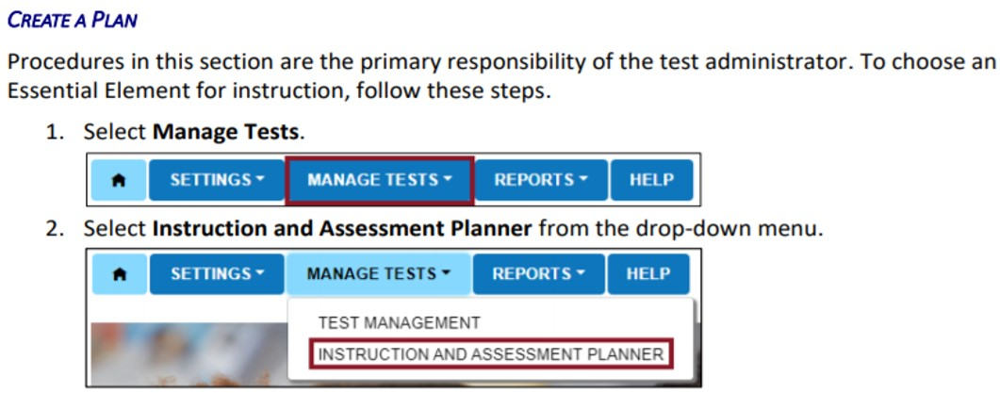 CREATE A PLAN
Procedures in this section are the primary responsibility of the test administrator. To choose an
Essential Element for instruction, follow these steps.
1. Select Manage Tests.
SETTINGS MANAGE TESTS REPORTS HELP
2. Select Instruction and Assessment Planner from the drop-down menu.
SETTINGS MANAGE TESTS REPORTS HELP
TEST MANAGEMENT
INSTRUCTION AND ASSESSMENT PLANNER